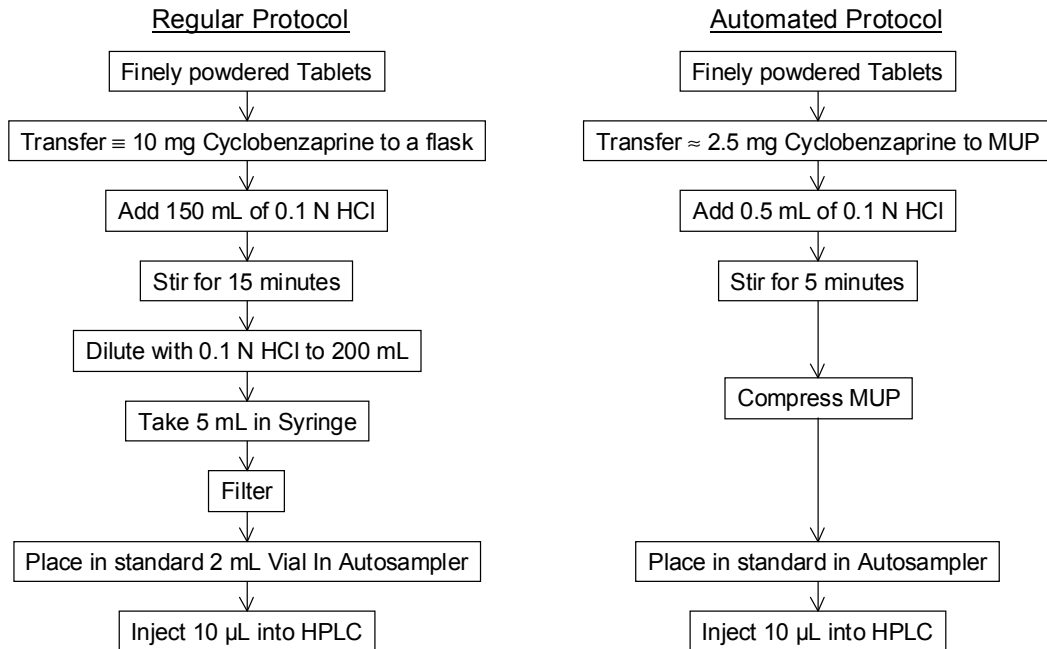 Regular Protocol
Finely powdered Tablets
Transfer ≡ 10 mg Cyclobenzaprine to a flask
Add 150 mL of 0.1 N HCl
Stir for 15 minutes
Dilute with 0.1 N HCl to 200 mL
Take 5 mL in Syringe
Filter
Place in standard 2 mL Vial In Autosampler
Inject 10 µL into HPLC
Automated Protocol
Finely powdered Tablets
Transfer ≈ 2.5 mg Cyclobenzaprine to MUP
Add 0.5 mL of 0.1 N HCl
Stir for 5 minutes
Compress MUP
Place in standard in Autosampler
Inject 10 µL into HPLC